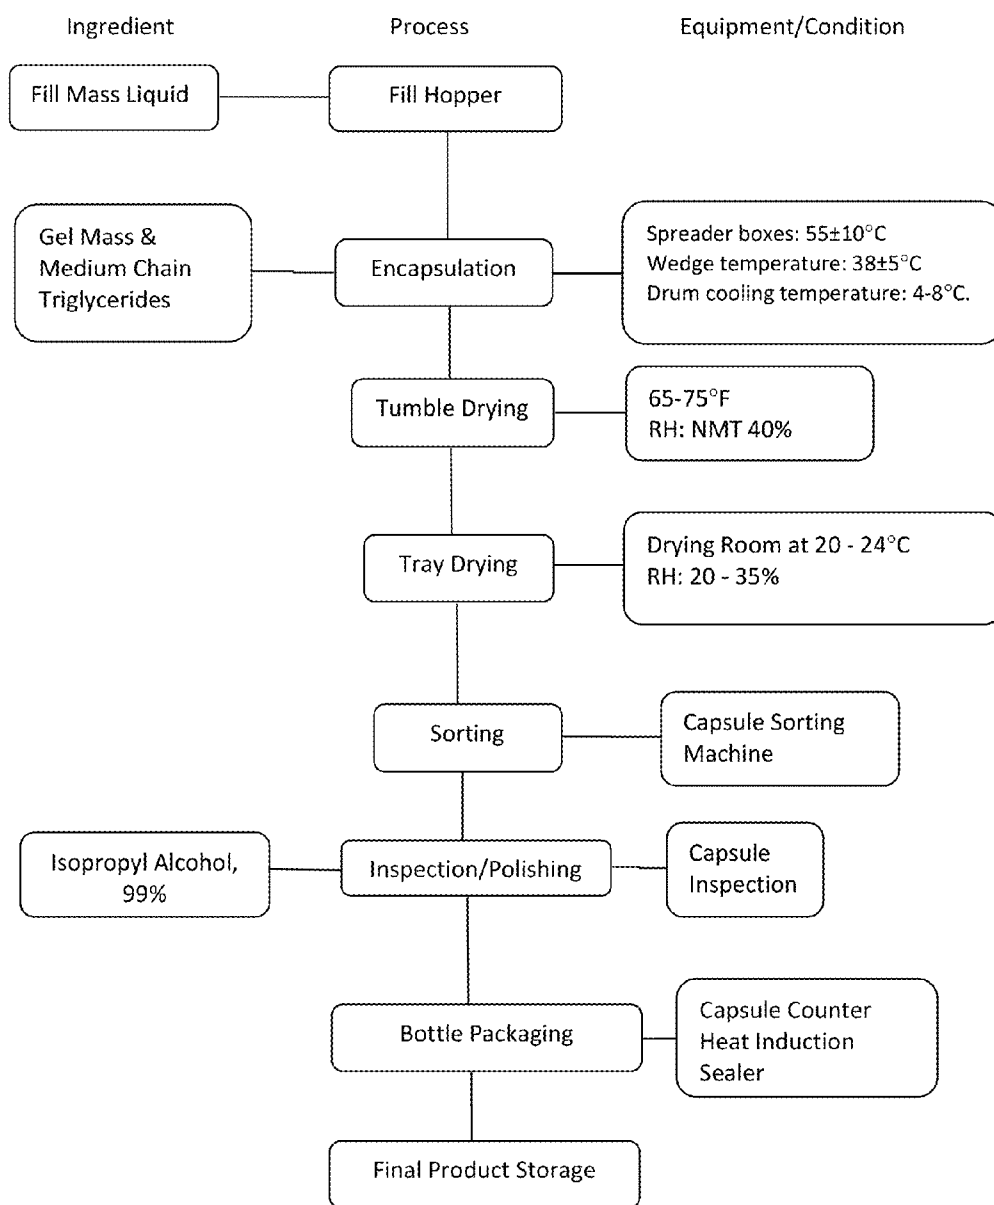 Ingredient Process Equipment/Condition
Fill Mass Liquid
Fill Hopper
Gel Mass &
Medium Chain
Triglycerides
Encapsulation
Spreader boxes: 55±10°C
Wedge temperature: 38±5°C
Drum cooling temperature: 4-8°C.
Tumble Drying
65-75°F
RH: NMT 40%
Tray Drying
Drying Room at 20 - 24°C
RH: 20 - 35%
Sorting
Capsule Sorting
Machine
Isopropyl Alcohol,
99%
Inspection/Polishing
Capsule
Inspection
Bottle Packaging
Capsule Counter
Heat Induction
Sealer
Final Product Storage